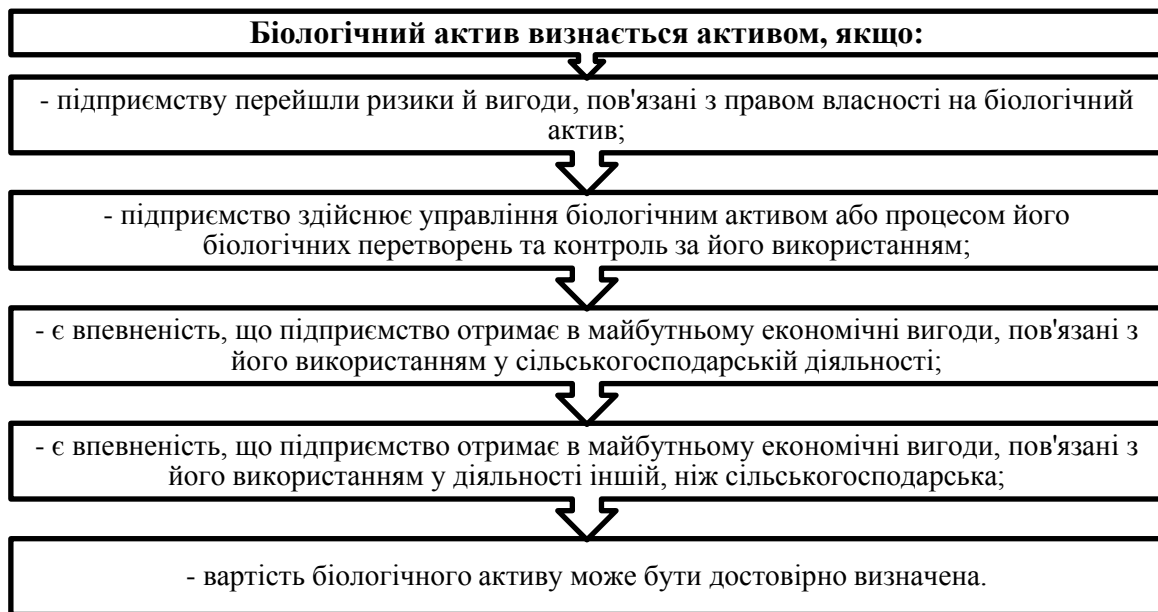 Біологічний актив визнається активом, якщо:
- підприємству перейшли ризики й вигоди, пов'язані з правом власності на біологічний
актив;
- підприємство здійснює управління біологічним активом або процесом його
біологічних перетворень та контроль за його використанням;
- є впевненість, що підприємство отримає в майбутньому економічні вигоди, пов'язані з
його використанням у сільськогосподарській діяльності;
- є впевненість, що підприємство отримає в майбутньому економічні вигоди, пов'язані з
його використанням у діяльності іншій, ніж сільськогосподарська;
- вартість біологічного активу може бути достовірно визначена.